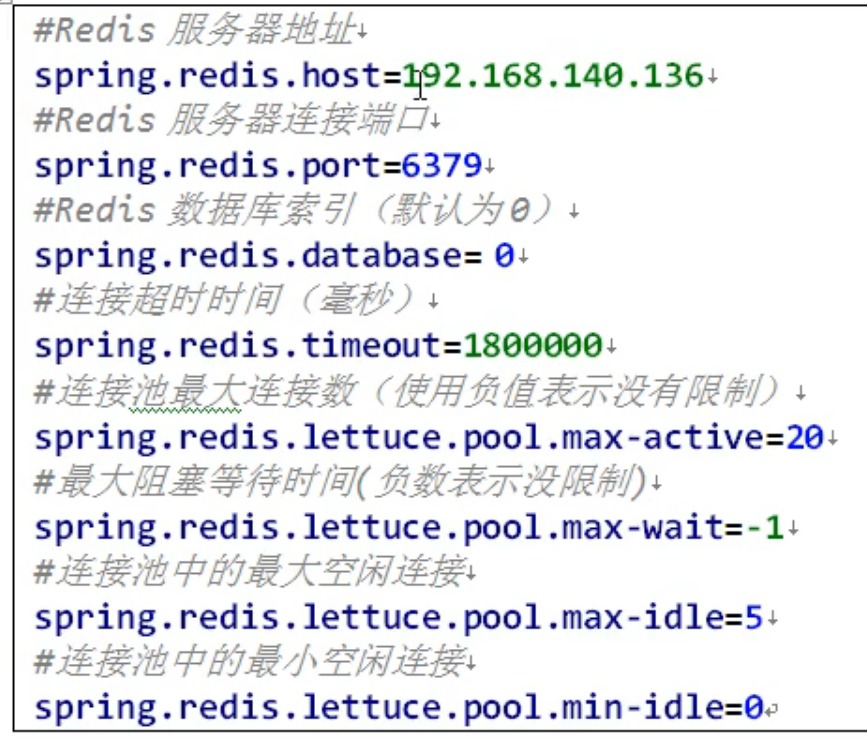 #Redis 服务器地址
spring.redis.host=192.168.140.136
#Redis 服务器连接端口
spring.redis.port=6379
#Redis 数据库索引（默认为 0）
spring.redis.database= 0
#连接超时时间（毫秒）
spring.redis.timeout=1800000
#连接池最大连接数（使用负值表示没有限制）
spring.redis.lettuce.pool.max-active=20
#最大阻塞等待时间(负数表示没限制)
spring.redis.lettuce.pool.max-wait=-1
#连接池中的最大空闲连接
spring.redis.lettuce.pool.max-idle=5
#连接池中的最小空闲连接
spring.redis.lettuce.pool.min-idle=0